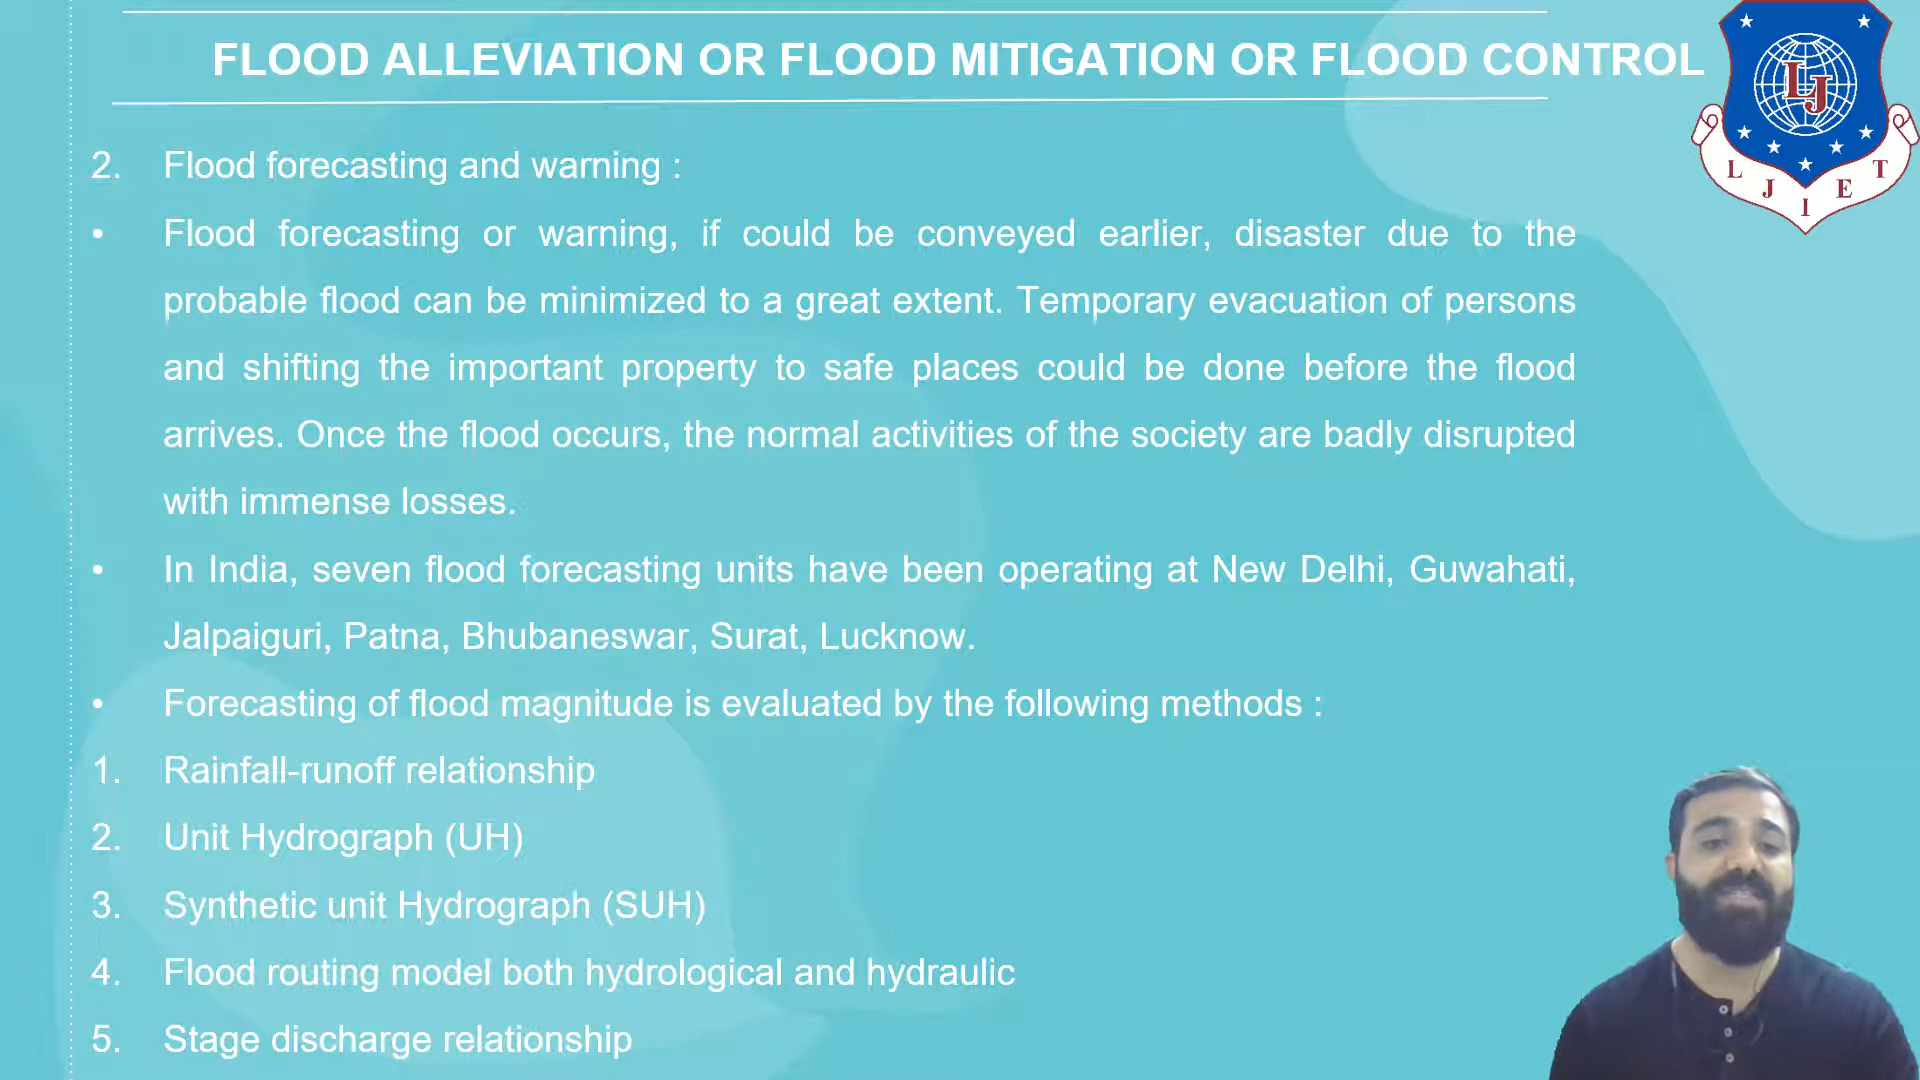 FLOOD ALLEVIATION OR FLOOD MITIGATION OR FLOOD CONTROL
LJ
L J I E T
2. Flood forecasting and warning :
• Flood forecasting or warning, if could be conveyed earlier, disaster due to the
probable flood can be minimized to a great extent. Temporary evacuation of persons
and shifting the important property to safe places could be done before the flood
arrives. Once the flood occurs, the normal activities of the society are badly disrupted
with immense losses.
• In India, seven flood forecasting units have been operating at New Delhi, Guwahati,
Jalpaiguri, Patna, Bhubaneswar, Surat, Lucknow.
• Forecasting of flood magnitude is evaluated by the following methods :
1. Rainfall-runoff relationship
2. Unit Hydrograph (UH)
3. Synthetic unit Hydrograph (SUH)
4. Flood routing model both hydrological and hydraulic
5. Stage discharge relationship